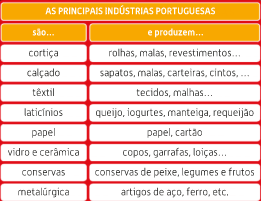 AS PRINCIPAIS INDÚSTRIAS PORTUGUESAS
são... e produzem...
cortiça rolhas, malas, revestimentos...
calçado sapatos, malas, carteiras, cintos, ...
têxtil tecidos, malhas...
laticínios queijo, iogurtes, manteiga, requeijão
papel papel, cartão
vidro e cerâmica copos, garrafas, loiças...
conservas conservas de peixe, legumes e frutos
metalúrgica artigos de aço, ferro, etc.